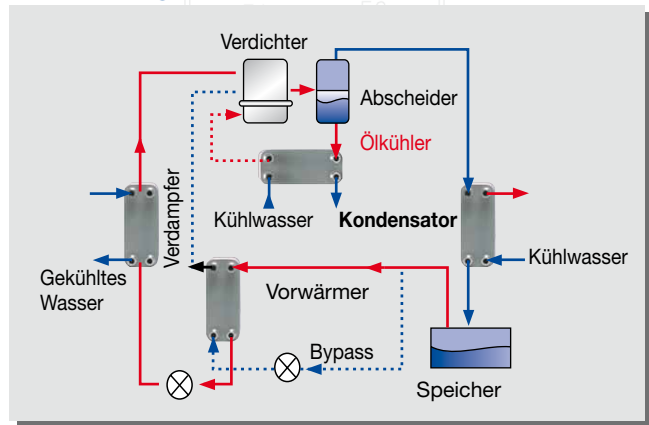 Verdichter
Abscheider
Ölkühler
Verdampfer
Kühlwasser
Kondensator
Kühlwasser
Gekühltes
Wasser
Vorwärmer
Bypass
Speicher